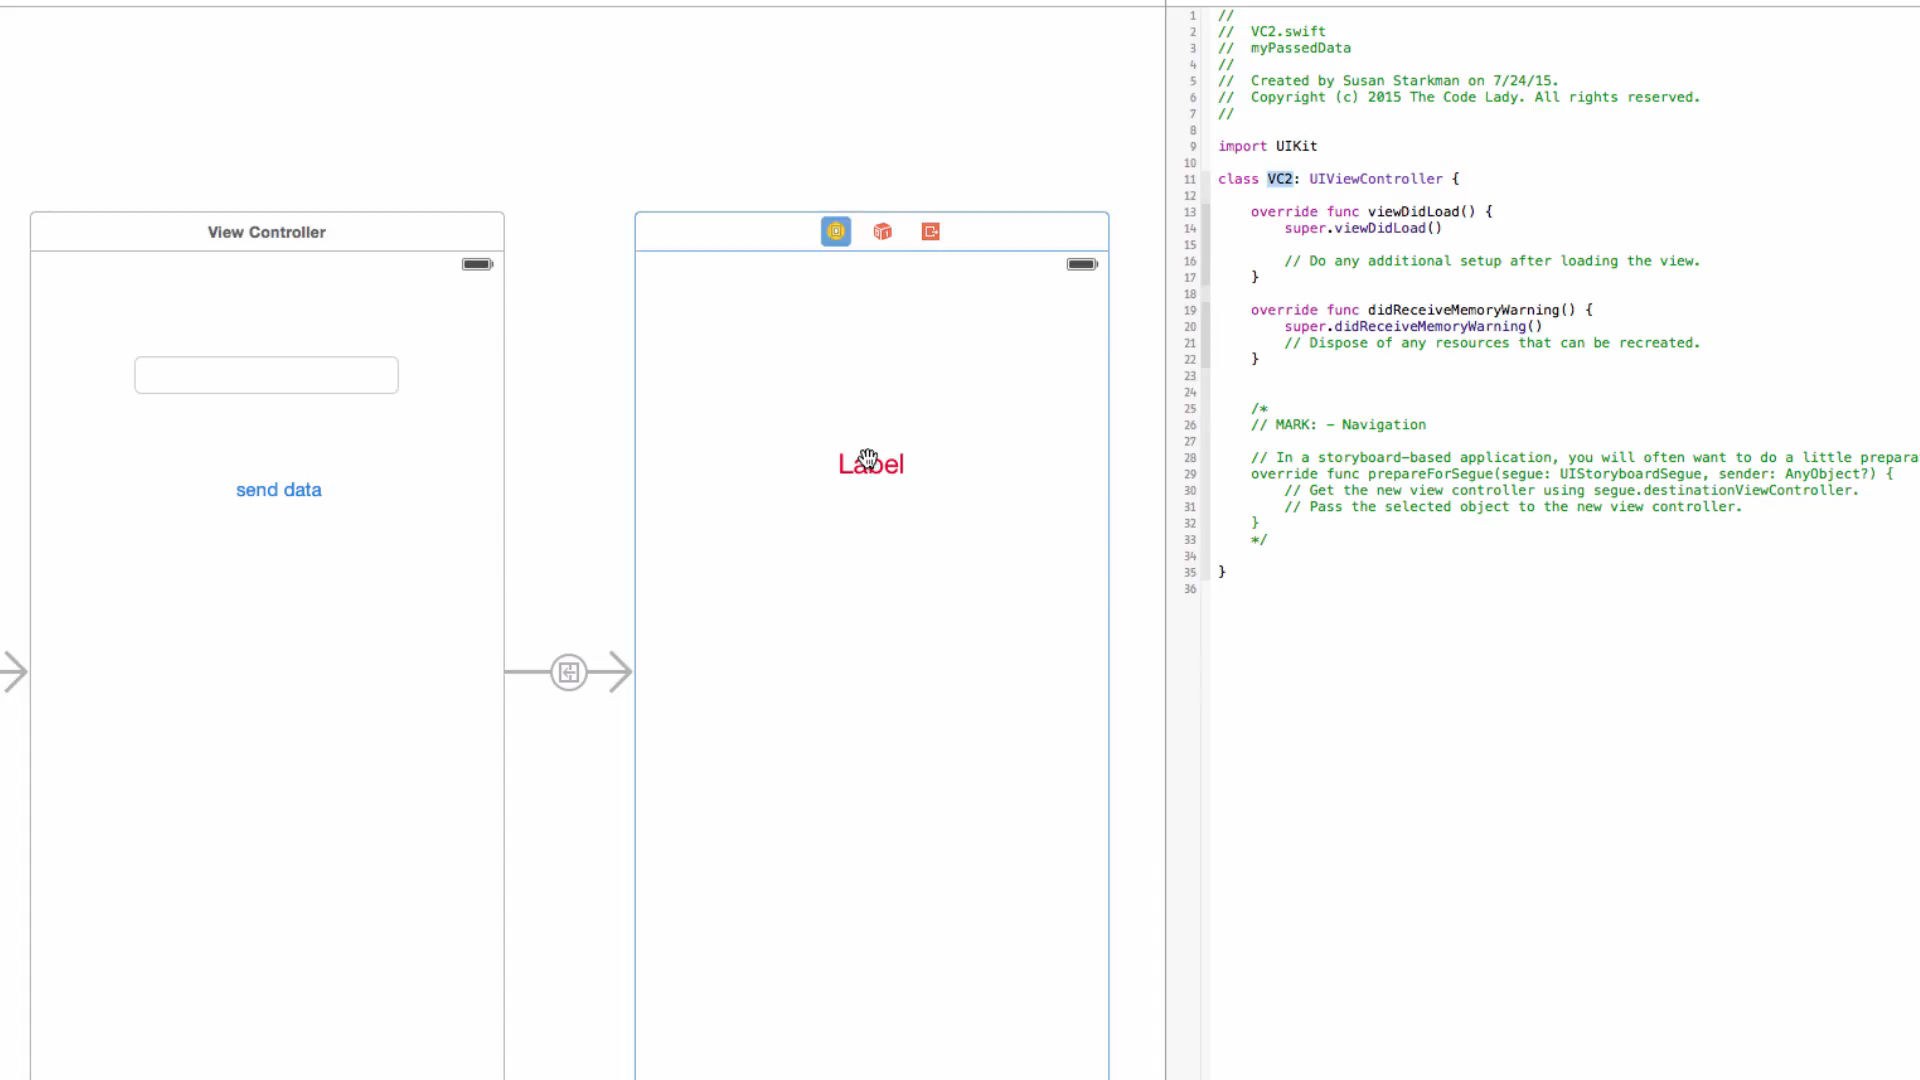 View Controller
send data
Label
1 //
2 //  VC2.swift
3 //  myPassedData
4 //
5 //  Created by Susan Starkman on 7/24/15.
6 //  Copyright (c) 2015 The Code Lady. All rights reserved.
7 //
8
9 import UIKit
10
11 class VC2: UIViewController {
12
13     override func viewDidLoad() {
14         super.viewDidLoad()
15
16         // Do any additional setup after loading the view.
17     }
18
19     override func didReceiveMemoryWarning() {
20         super.didReceiveMemoryWarning()
21         // Dispose of any resources that can be recreated.
22     }
23
24
25     /*
26     // MARK: - Navigation
27
28     // In a storyboard-based application, you will often want to do a little prepara
29     override func prepareForSegue(segue: UIStoryboardSegue, sender: AnyObject?) {
30         // Get the new view controller using segue.destinationViewController.
31         // Pass the selected object to the new view controller.
32     }
33     */
34
35 }
36